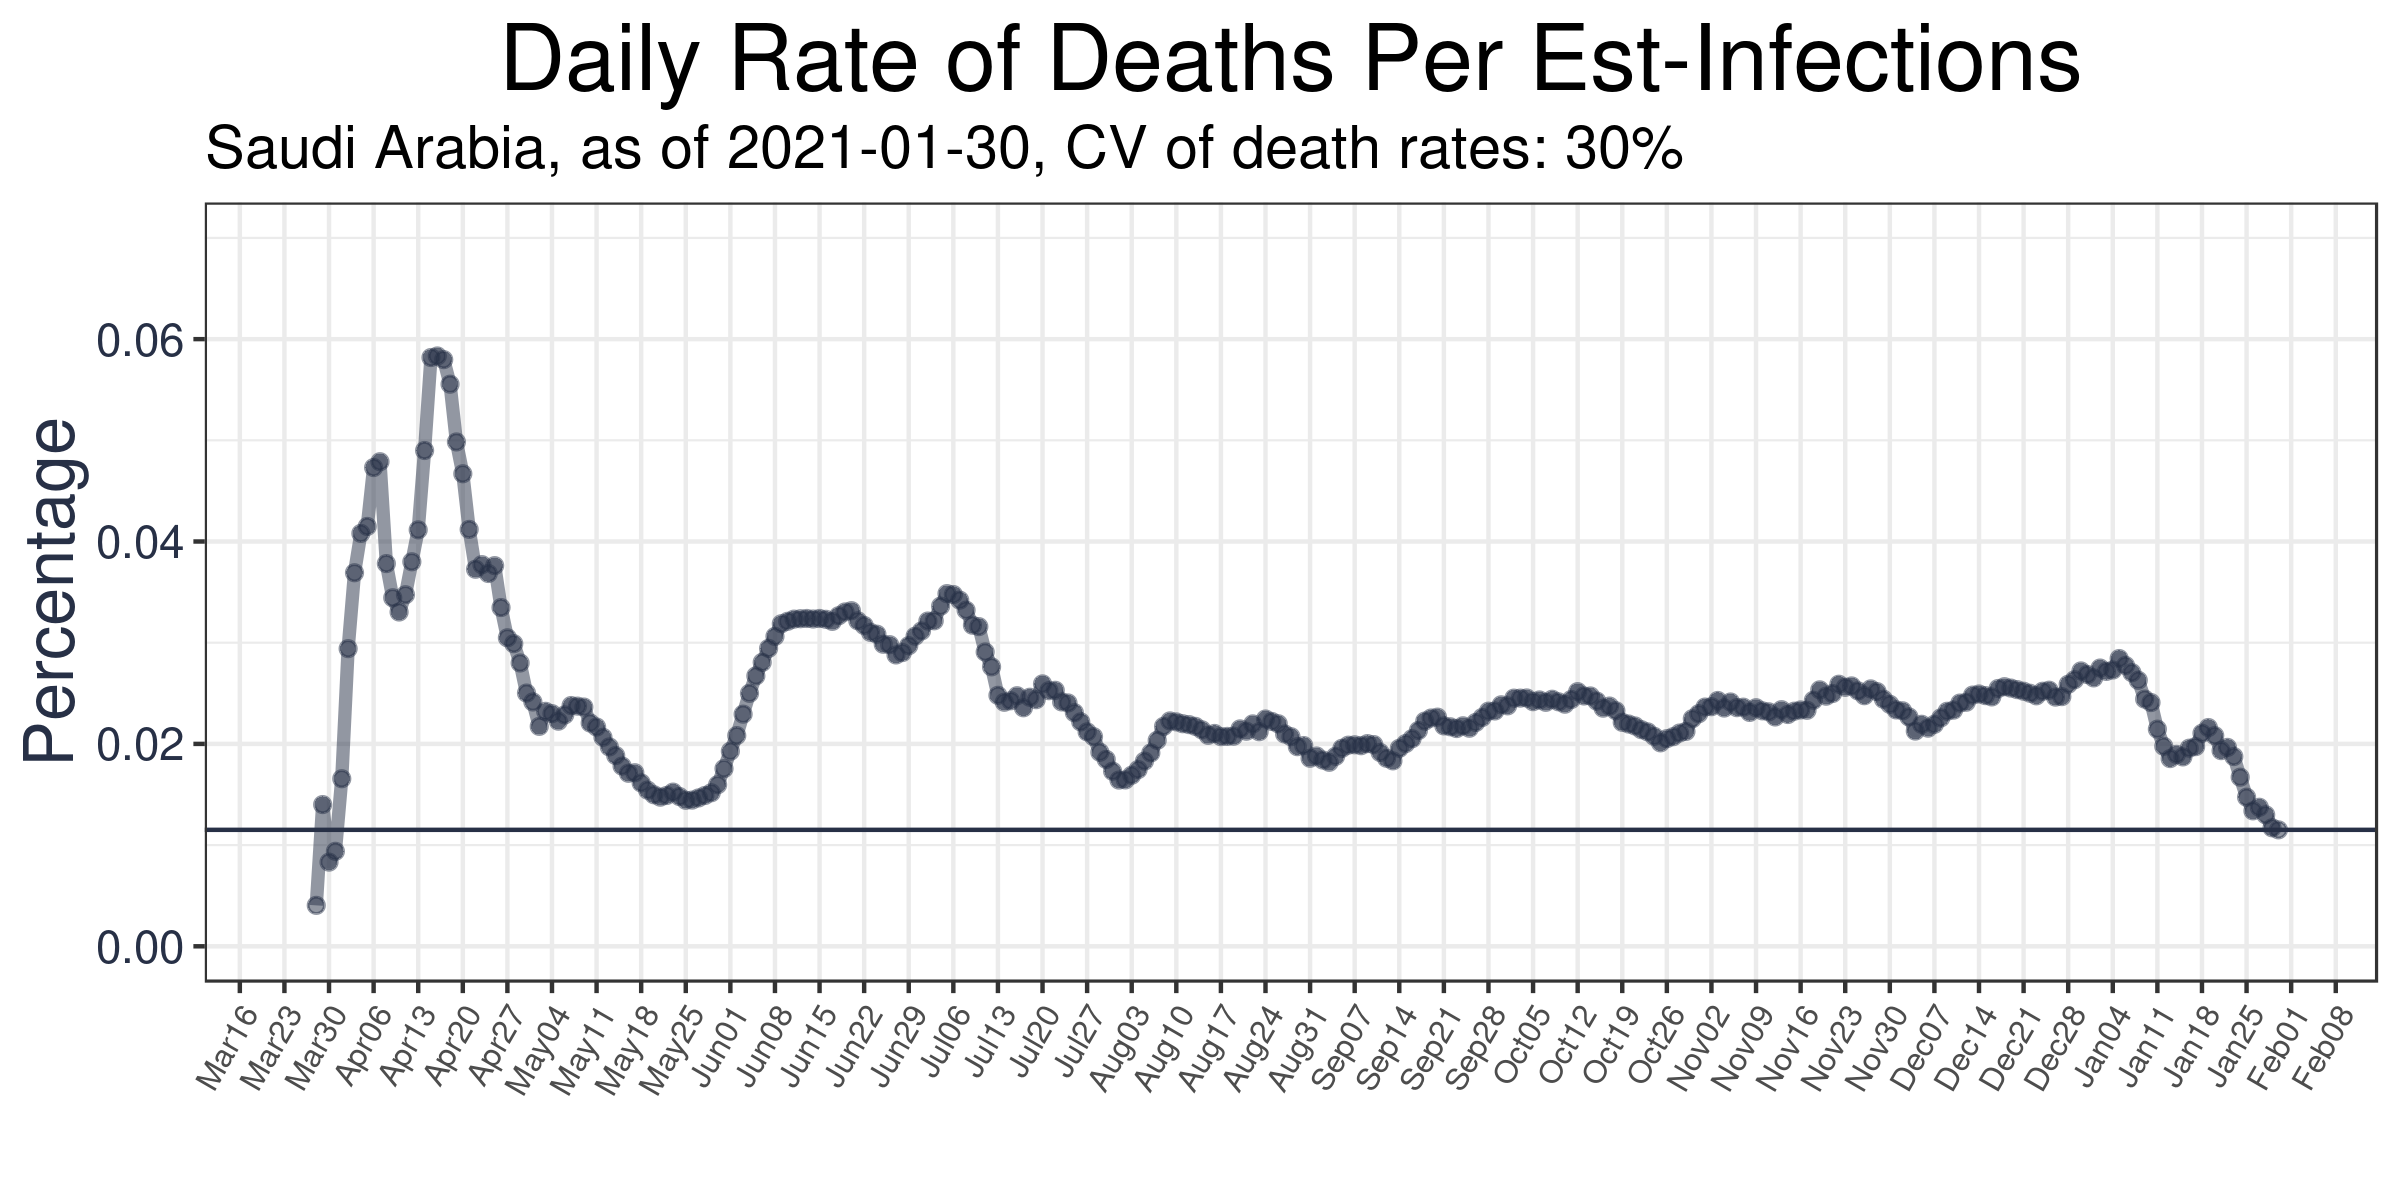 Daily Rate of Deaths Per Est-Infections
Saudi Arabia, as of 2021-01-30, CV of death rates: 30%
Percentage
0.06
0.04
0.02
0.00
Mar16
Mar23
Mar30
Apr06
Apr13
Apr20
Apr27
May04
May11
May18
May25
Jun01
Jun08
Jun15
Jun22
Jun29
Jul06
Jul13
Jul20
Jul27
Aug03
Aug10
Aug17
Aug24
Aug31
Sep07
Sep14
Sep21
Sep28
Oct05
Oct12
Oct19
Oct26
Nov02
Nov09
Nov16
Nov23
Nov30
Dec07
Dec14
Dec21
Dec28
Jan04
Jan11
Jan18
Jan25
Feb01
Feb08